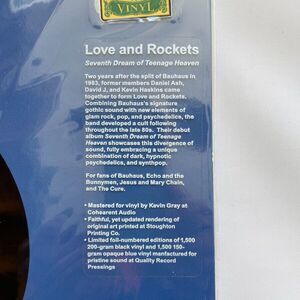 VINYL
Love and Rockets
Seventh Dream of Teenage Heaven
Two years after the split of Bauhaus in
1983, former members Daniel Ash,
David J, and Kevin Haskins came
together to form Love and Rockets.
Combining Bauhaus's signature
gothic sound with new elements of
glam rock, pop, and psychedelics, the
band developed a cult following
throughout the late 80s. Their debut
album Seventh Dream of Teenage
Heaven showcases this divergence of
sound, fully embracing a unique
combination of dark, hypnotic
psychedelics, and synthpop.
For fans of Bauhaus, Echo and the
Bunnymen, Jesus and Mary Chain,
and The Cure.
• Mastered for vinyl by Kevin Gray at
Cohearent Audio
• Faithful, yet updated rendering of
original art printed at Stoughton
Printing Co.
• Limited foil-numbered editions of 1,500
200-gram black vinyl and 1,500 150-
gram opaque blue vinyl manfactured for
pristine sound at Quality Record
Pressings